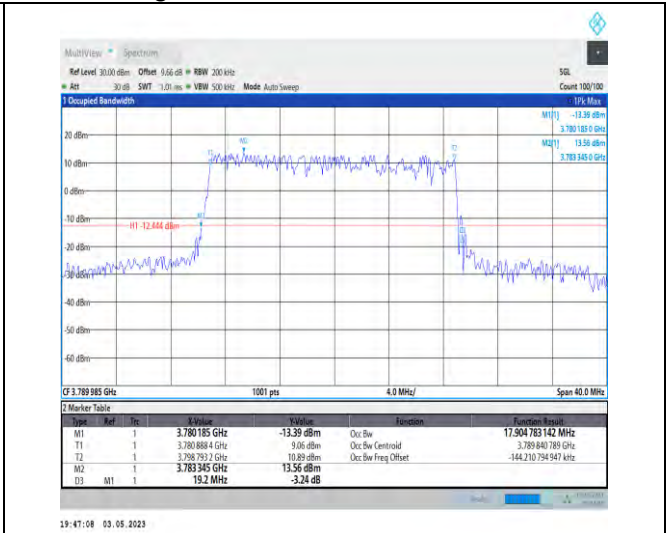 MultiView Spectrum
Ref Level 30.00 dBm Offset 9.66 dB RBW 200 kHz SGL
Att 30 dB SWT 1.01 ms VBW 500 kHz Mode Auto Sweep Count 100/100
1 Occupied Bandwidth 1Pk Max
M1[1] -13.39 dBm
3.780 185 0 GHz
M2[1] 13.56 dBm
3.783 345 0 GHz
20 dBm
M2
T1
T2
10 dBm
0 dBm
-10 dBm
M1
H1 -12.444 dBm
-20 dBm
-30 dBm
-40 dBm
-50 dBm
-60 dBm
CF 3.789 985 GHz 1001 pts 4.0 MHz/ Span 40.0 MHz
2 Marker Table
Type Ref Trc X-Value Y-Value Function Function Result
M1 1 3.780 185 GHz -13.39 dBm Occ Bw 17.904 783 142 MHz
T1 1 3.780 888 4 GHz 9.06 dBm Occ Bw Centroid 3.789 840 789 GHz
T2 1 3.798 793 2 GHz 10.89 dBm Occ Bw Freq Offset -144.210 794 947 kHz
M2 1 3.783 345 GHz 13.56 dBm
D3 M1 1 19.2 MHz -3.24 dB
19:47:08 03.05.2023